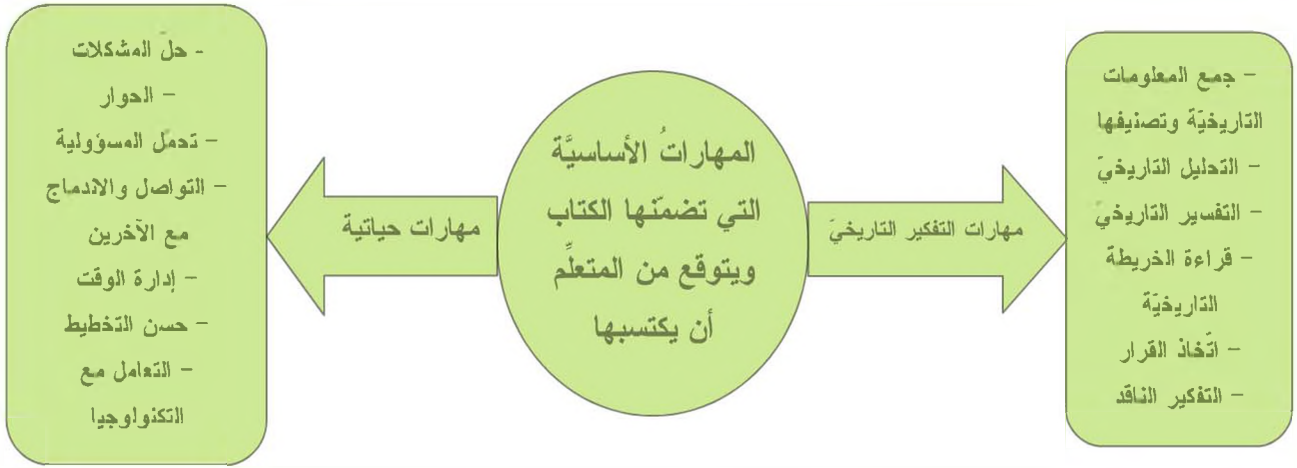 المهاراتُ الأساسيَّة
التي تضمّنها الكتاب
ويتوقع من المتعلِّم
أن يكتسبها
مهارات التفكير التاريخيّ
- جمع المعلومات
التاريخيّة وتصنيفها
- التحليل التاريخيّ
- التفسير التاريخيّ
- قراءة الخريطة
التاريخيّة
- اتّخاذ القرار
- التفكير الناقد
مهارات حياتية
- حلّ المشكلات
- الحوار
- تحمّل المسؤولية
- التواصل والاندماج
مع الآخرين
- إدارة الوقت
- حسن التخطيط
- التعامل مع
التكنولوجيا